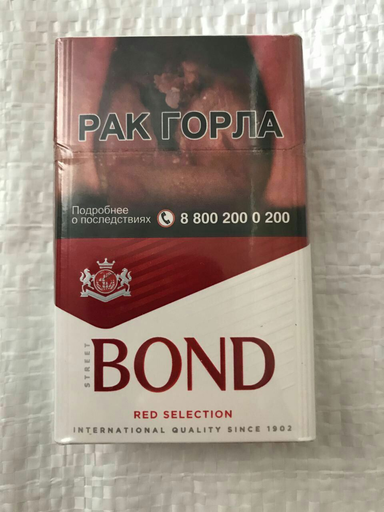 РАК ГОРЛА
Подробнее
о последствиях 8 800 200 0 200
STREET
BOND
RED SELECTION
INTERNATIONAL QUALITY SINCE 1902